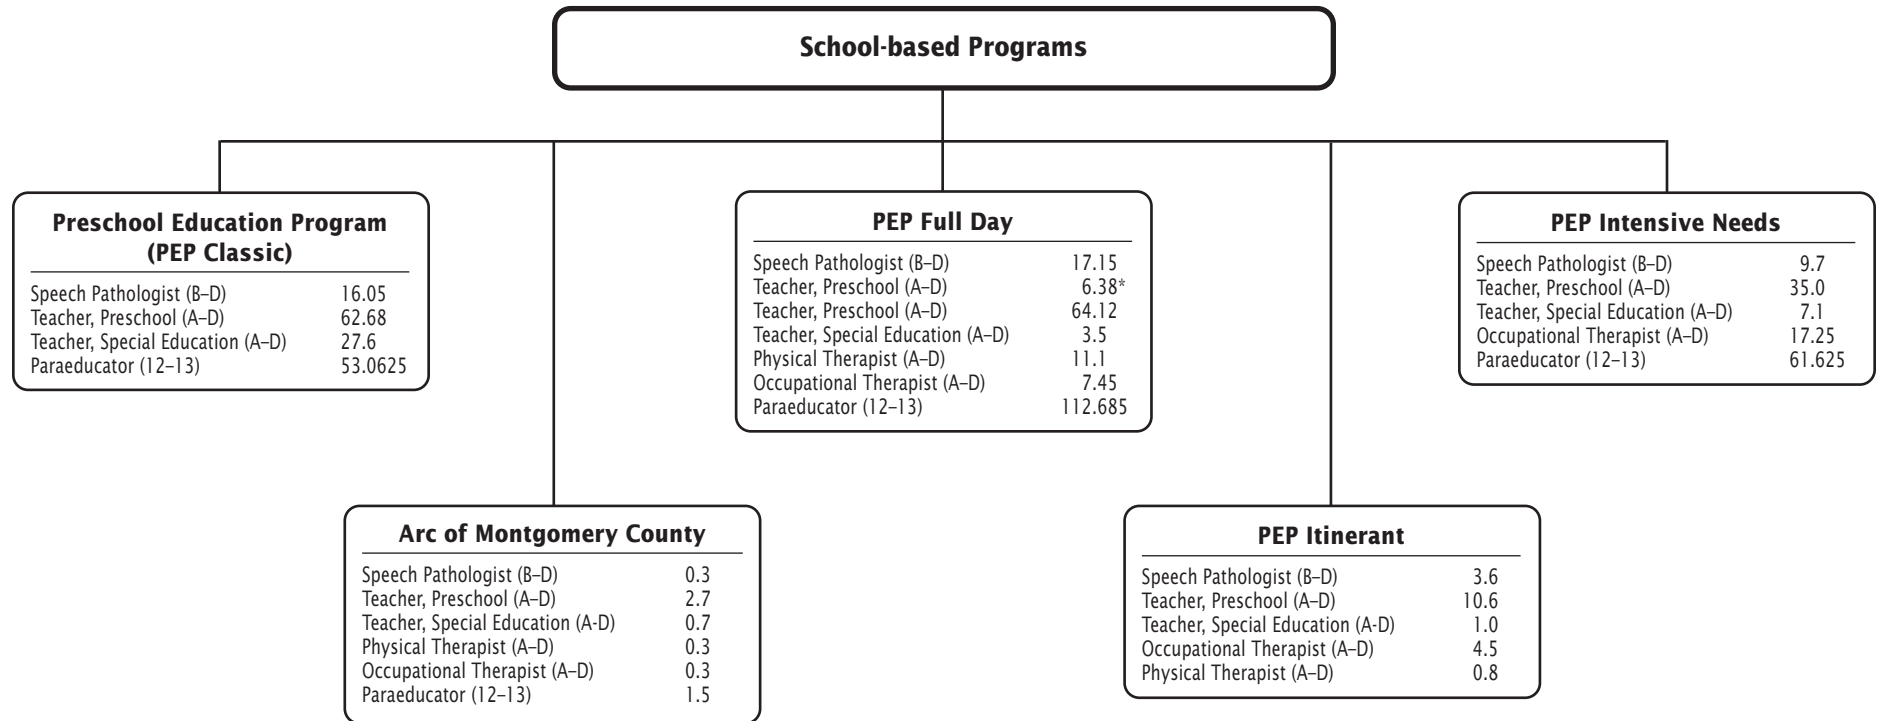 School-based Programs
Preschool Education Program
(PEP Classic)
Speech Pathologist (B–D) 16.05
Teacher, Preschool (A–D) 62.68
Teacher, Special Education (A–D) 27.6
Paraeducator (12–13) 53.0625
PEP Full Day
Speech Pathologist (B–D) 17.15
Teacher, Preschool (A–D) 6.38*
Teacher, Preschool (A–D) 64.12
Teacher, Special Education (A–D) 3.5
Physical Therapist (A–D) 11.1
Occupational Therapist (A–D) 7.45
Paraeducator (12–13) 112.685
PEP Intensive Needs
Speech Pathologist (B–D) 9.7
Teacher, Preschool (A–D) 35.0
Teacher, Special Education (A–D) 7.1
Occupational Therapist (A–D) 17.25
Paraeducator (12–13) 61.625
Arc of Montgomery County
Speech Pathologist (B–D) 0.3
Teacher, Preschool (A–D) 2.7
Teacher, Special Education (A-D) 0.7
Physical Therapist (A–D) 0.3
Occupational Therapist (A–D) 0.3
Paraeducator (12–13) 1.5
PEP Itinerant
Speech Pathologist (B–D) 3.6
Teacher, Preschool (A–D) 10.6
Teacher, Special Education (A-D) 1.0
Occupational Therapist (A–D) 4.5
Physical Therapist (A–D) 0.8